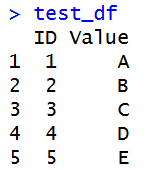 > test_df
  ID Value
1  1     A
2  2     B
3  3     C
4  4     D
5  5     E